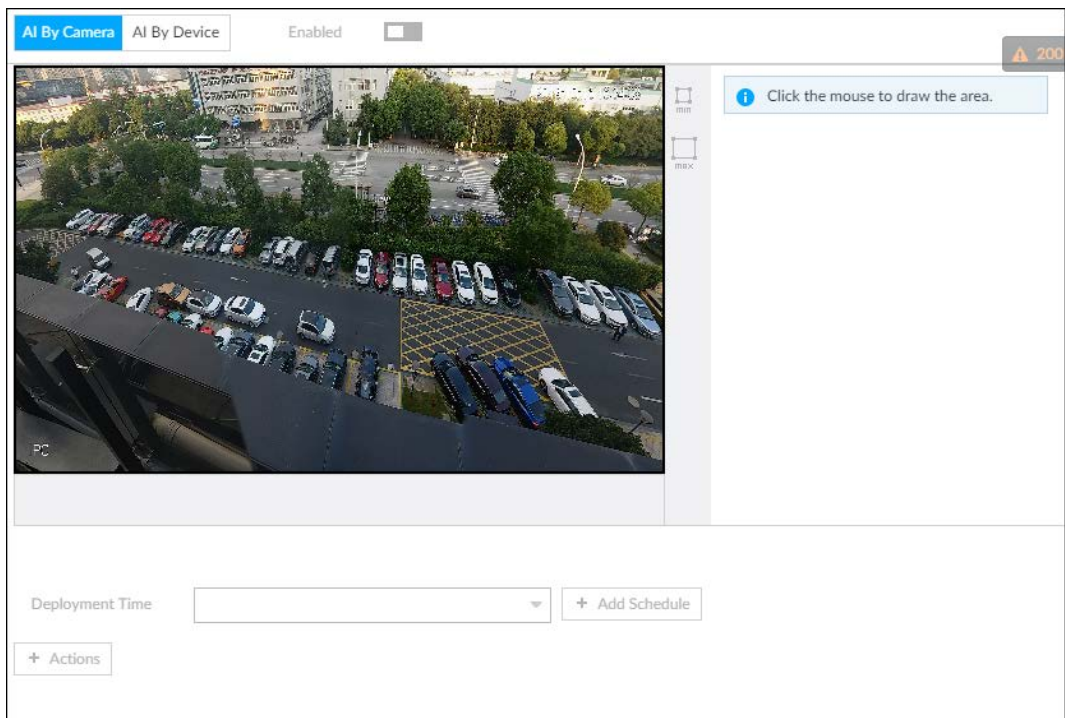 AI By Camera AI By Device Enabled
200
Click the mouse to draw the area.
min
max
PC
Deployment Time + Add Schedule
+ Actions